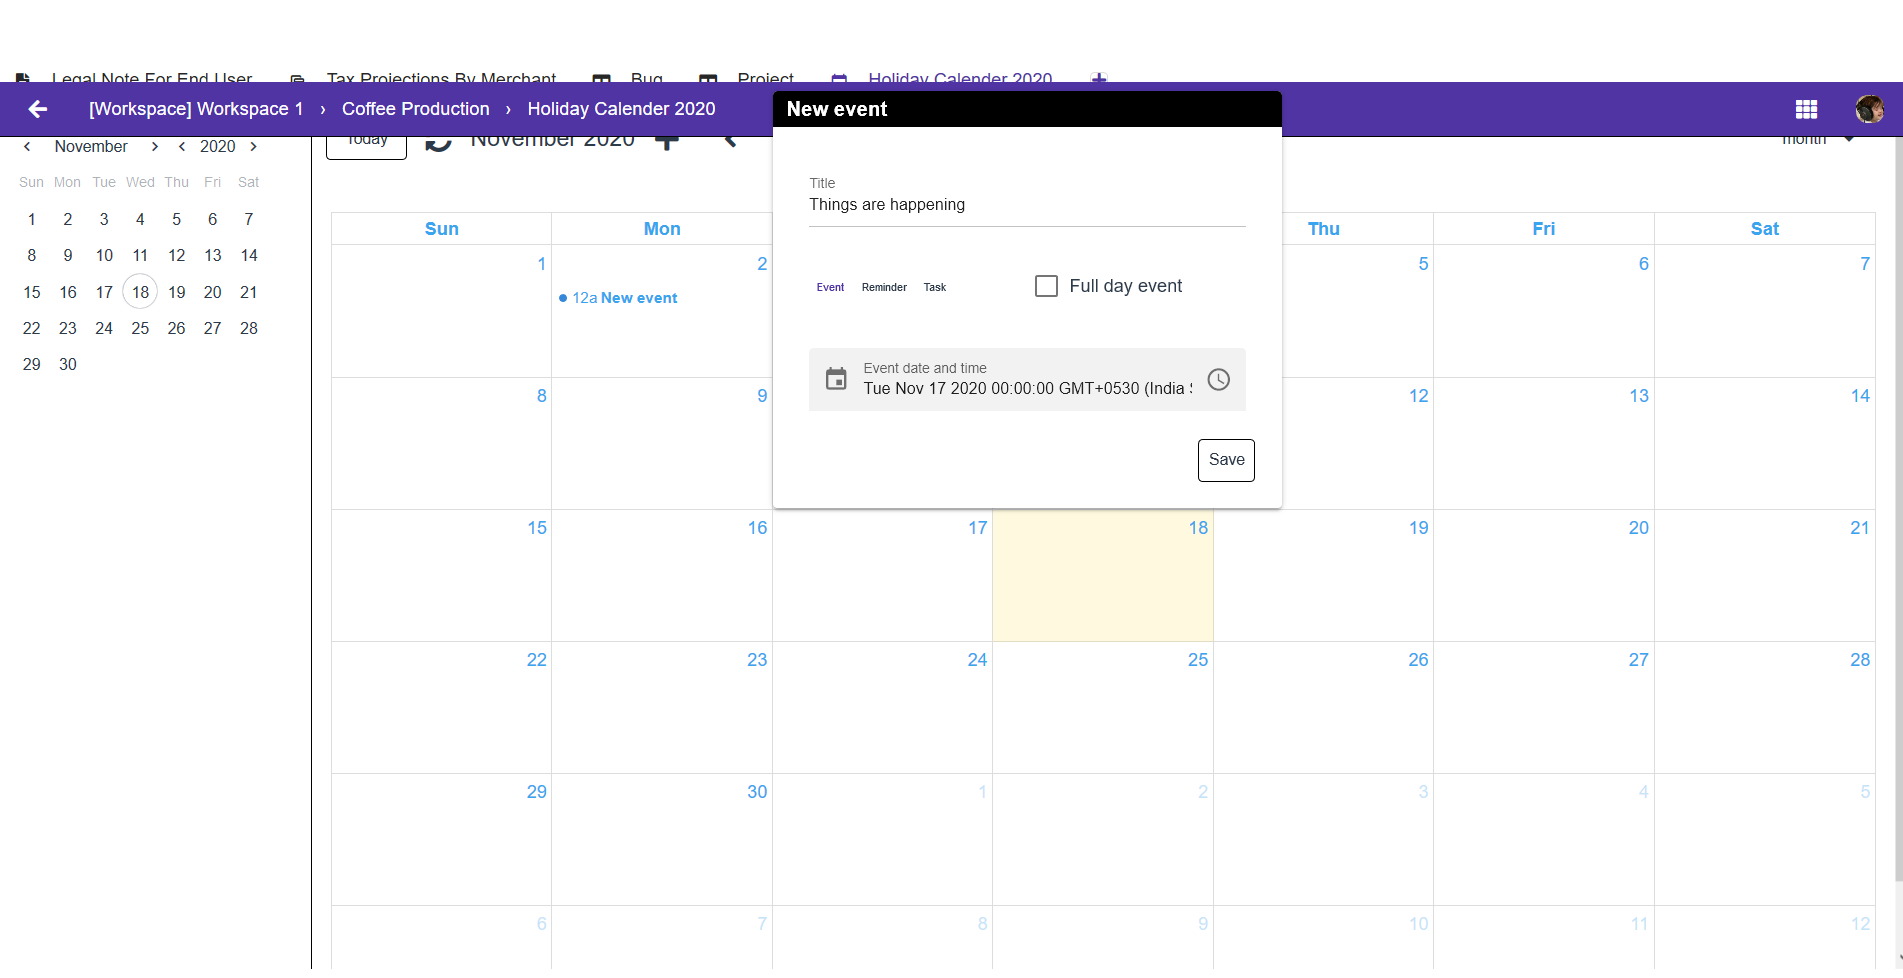 Legal Note For End User Tax Projections By Merchant Bug Project Holiday Calender 2020
[Workspace] Workspace 1 › Coffee Production › Holiday Calender 2020
New event
November 2020
Today November 2020 month
Sun Mon Tue Wed Thu Fri Sat
1 2 3 4 5 6 7
8 9 10 11 12 13 14
15 16 17 18 19 20 21
22 23 24 25 26 27 28
29 30
Title
Things are happening
Event Reminder Task Full day event
Event date and time
Tue Nov 17 2020 00:00:00 GMT+0530 (India
Save
Sun Mon Thu Fri Sat
1 2 5 6 7
12a New event
8 9 12 13 14
15 16 17 18 19 20 21
22 23 24 25 26 27 28
29 30 1 2 3 4 5
6 7 8 9 10 11 12